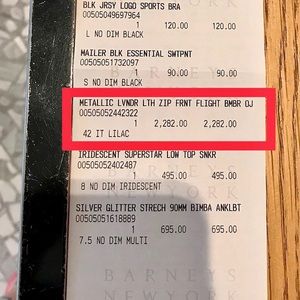 BLK JRSY LOGO SPORTS BRA
00505049697964
1 120.00 120.00
L NO DIM BLACK
MAILER BLK ESSENTIAL SWTPNT
00505051732097
1 90.00 90.00
S NO DIM BLACK
METALLIC LVNDR LTH ZIP FRNT FLIGHT BMBR OJ
00505052442322
1 2,282.00 2,282.00
42 IT LILAC
IRIDESCENT SUPERSTAR LOW TOP SNKR
00505052402487
1 495.00 495.00
8 NO DIM IRIDESCENT
SILVER GLITTER STRECH 90MM BIMBA ANKLBT
00505051618889
1 695.00 695.00
7.5 NO DIM MULTI
BARNEYS
NEW YORK